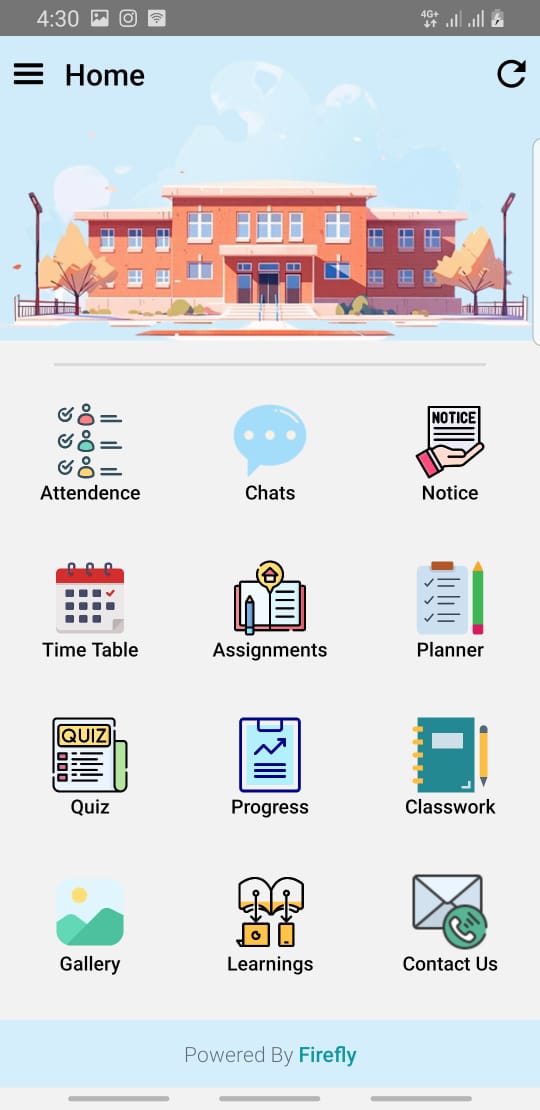 4:30
4G+
Home
NOTICE
Attendence
Chats
Notice
Time Table
Assignments
Planner
QUIZ
Quiz
Progress
Classwork
Gallery
Learnings
Contact Us
Powered By Firefly